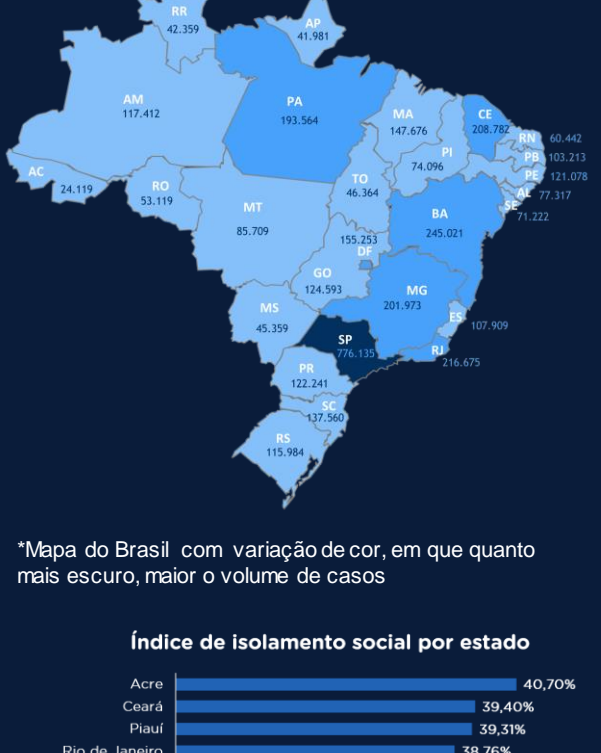 RR
42.359
AP
41.981
AM
117.412
PA
193.564
MA
147.676
CE
208.782
RN 60.442
PB 103.213
PE 121.078
AL 77.317
SE 71.222
PI
74.096
AC
24.119
RO
53.119
TO
46.364
MT
85.709
BA
245.021
155.253
DF
GO
124.593
MG
201.973
MS
45.359
ES 107.909
SP
776.135
RJ 216.675
PR
122.241
SC
137.560
RS
115.984
*Mapa do Brasil com variação de cor, em que quanto
mais escuro, maior o volume de casos
Índice de isolamento social por estado
Acre 40,70%
Ceará 39,40%
Piauí 39,31%
Rio de Janeiro 38,76%